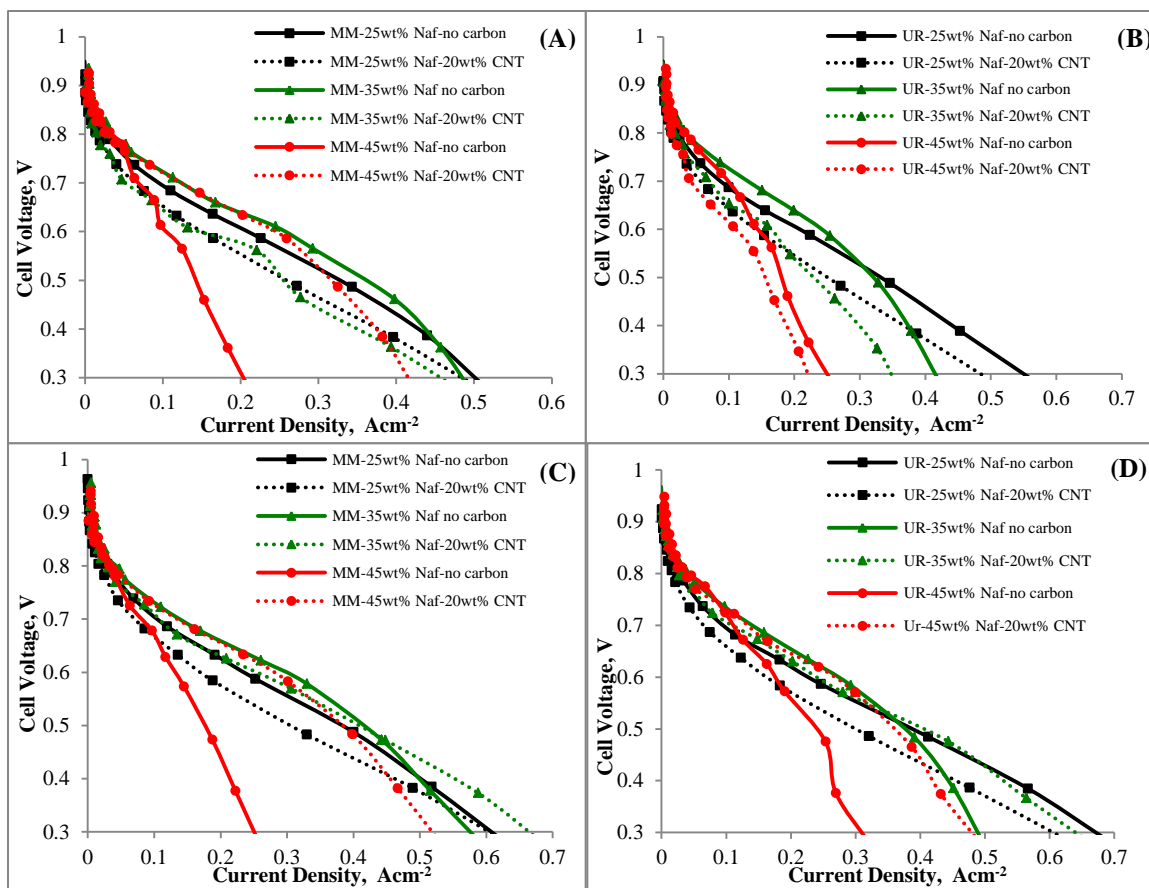 (A)
MM-25wt% Naf-no carbon
MM-25wt% Naf-20wt% CNT
MM-35wt% Naf no carbon
MM-35wt% Naf-20wt% CNT
MM-45wt% Naf-no carbon
MM-45wt% Naf-20wt% CNT
Cell Voltage, V
1
0.9
0.8
0.7
0.6
0.5
0.4
0.3
0 0.1 0.2 0.3 0.4 0.5 0.6
Current Density, Acm-2
(B)
UR-25wt% Naf-no carbon
UR-25wt% Naf-20wt% CNT
UR-35wt% Naf no carbon
UR-35wt% Naf-20wt% CNT
UR-45wt% Naf-no carbon
UR-45wt% Naf-20wt% CNT
Cell Voltage, V
1
0.9
0.8
0.7
0.6
0.5
0.4
0.3
0 0.1 0.2 0.3 0.4 0.5 0.6 0.7
Current Density, Acm-2
(C)
MM-25wt% Naf-no carbon
MM-25wt% Naf-20wt% CNT
MM-35wt% Naf no carbon
MM-35wt% Naf-20wt% CNT
MM-45wt% Naf-no carbon
MM-45wt% Naf-20wt% CNT
Cell Voltage, V
1
0.9
0.8
0.7
0.6
0.5
0.4
0.3
0 0.1 0.2 0.3 0.4 0.5 0.6 0.7
Current Density, Acm-2
(D)
UR-25wt% Naf-no carbon
UR-25wt% Naf-20wt% CNT
UR-35wt% Naf no carbon
UR-35wt% Naf-20wt% CNT
UR-45wt% Naf-no carbon
Ur-45wt% Naf-20wt% CNT
Cell Voltage, V
1
0.9
0.8
0.7
0.6
0.5
0.4
0.3
0 0.1 0.2 0.3 0.4 0.5 0.6 0.7
Current Density, Acm-2